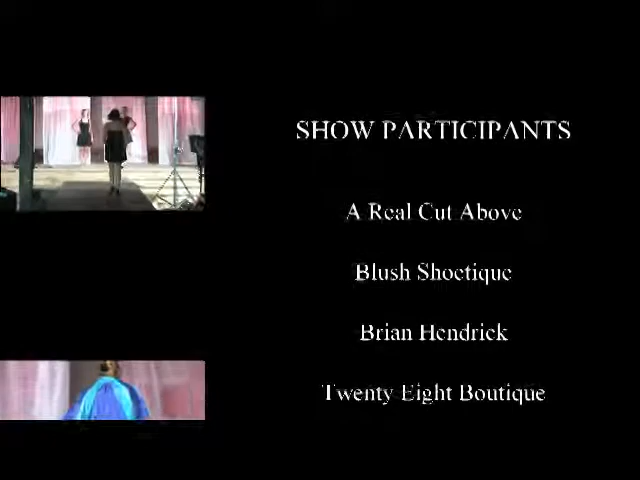 SHOW PARTICIPANTS
A Real Cut Above
Blush Shoetique
Brian Hendrick
Twenty Eight Boutique